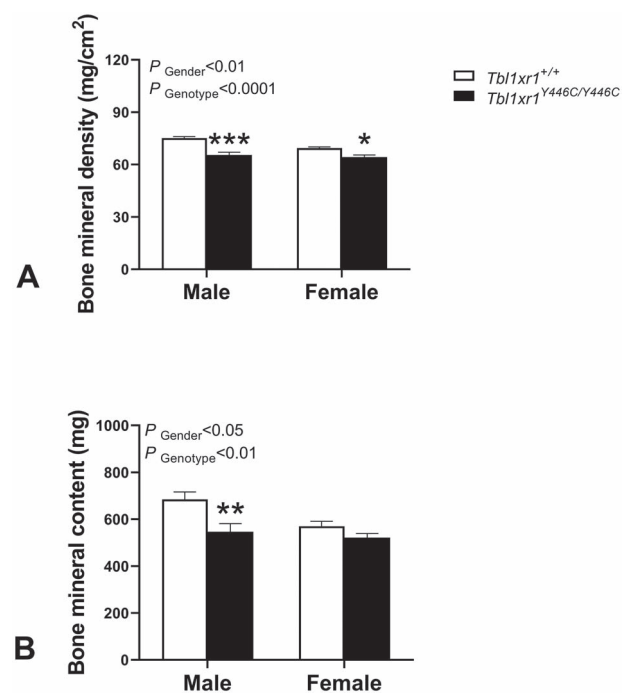 Bone mineral density (mg/cm²)
120
90
60
30
0
P Gender<0.01
P Genotype<0.0001
***
*
Male
Female
A
Tbl1xr1+/+
Tbl1xr1Y446C/Y446C
Bone mineral content (mg)
1000
800
600
400
200
0
P Gender<0.05
P Genotype<0.01
**
Male
Female
B